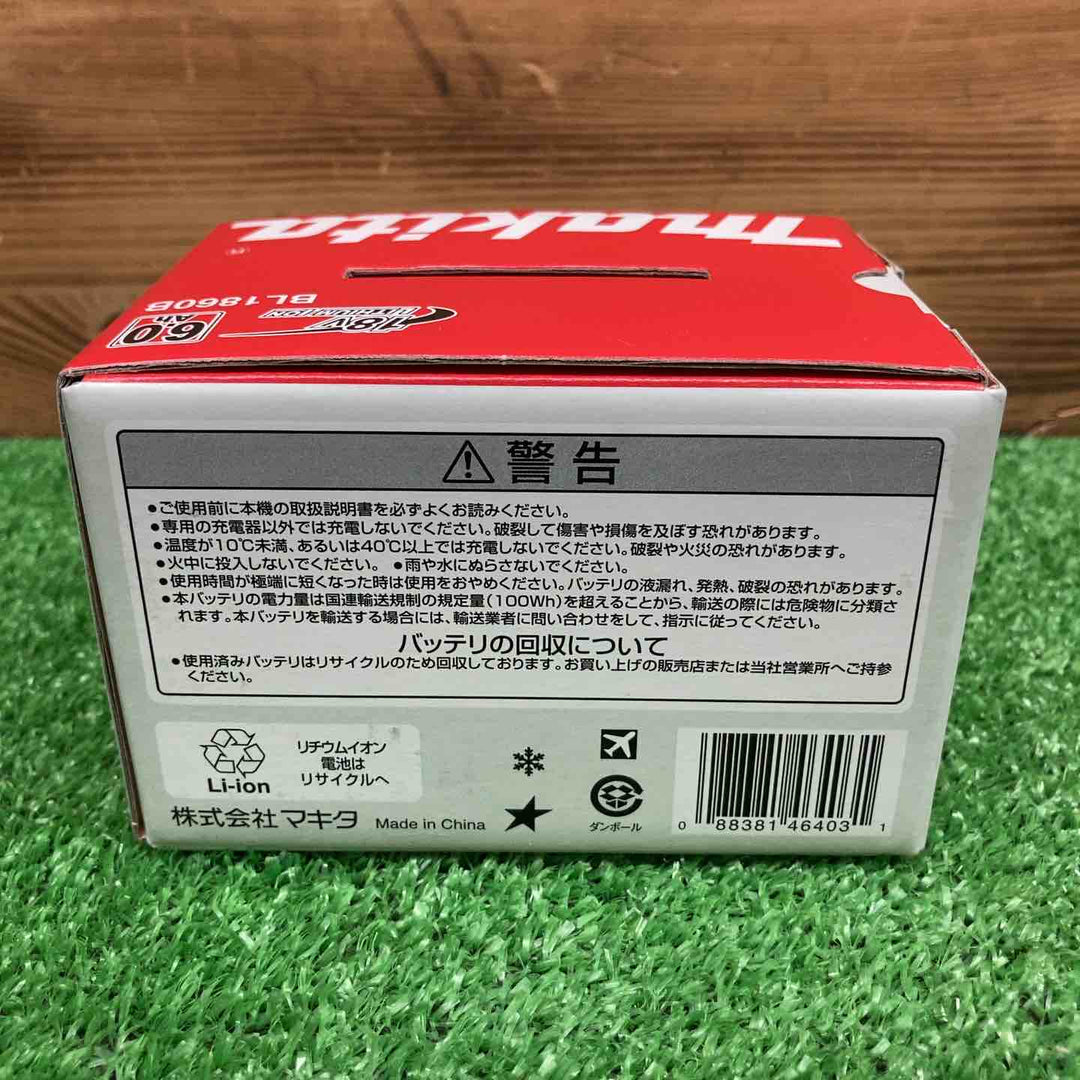 makita
®
BL1860B
18V
LITHIUM-ION
6.0
Ah
警告
●ご使用前に本機の取扱説明書を必ずよくお読みください。
●専用の充電器以外では充電しないでください。破裂して傷害や損傷を及ぼす恐れがあります。
●温度が10℃未満、あるいは40℃以上では充電しないでください。破裂や火災の恐れがあります。
●火中に投入しないでください。 ●雨や水にぬらさないでください。
●使用時間が極端に短くなった時は使用をおやめください。バッテリの液漏れ、発熱、破裂の恐れがあります。
●本バッテリの電力量は国連輸送規制の規定量(100Wh)を超えることから、輸送の際には危険物に分類さ
れます。本バッテリを輸送する場合には、輸送業者に問い合わせをして、指示に従ってください。
バッテリの回収について
●使用済みバッテリはリサイクルのため回収しております。お買い上げの販売店または当社営業所へご持参
ください。
Li-ion
リチウムイオン
電池は
リサイクルへ
株式会社マキタ Made in China
ダンボール
0 88381 46403 1